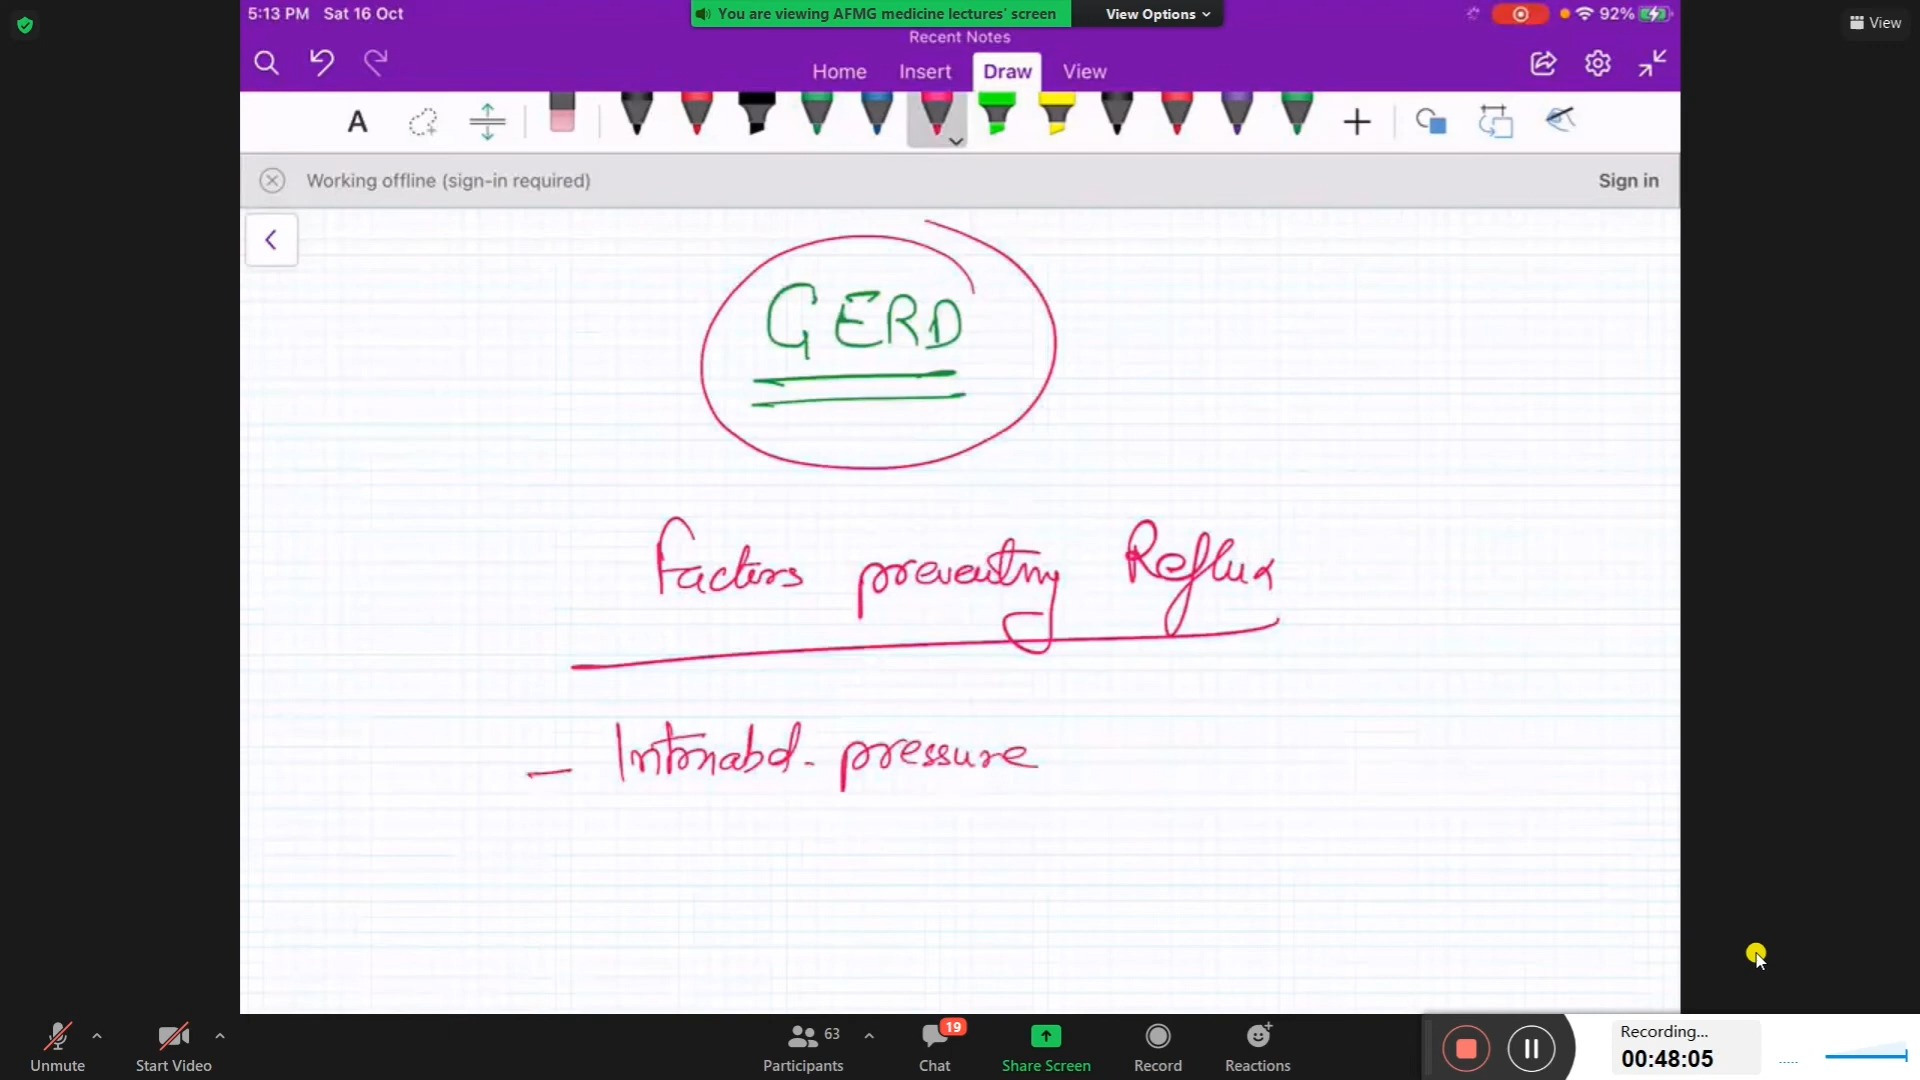 5:13 PM Sat 16 Oct
You are viewing AFMG medicine lectures' screen
View Options
92%
View
Recent Notes
Home Insert Draw View
A
Working offline (sign-in required)
Sign in
GERD
Factors preventing Reflux
- Intraabd. pressure
Unmute
Start Video
63
Participants
19
Chat
Share Screen
Record
Reactions
Recording...
00:48:05